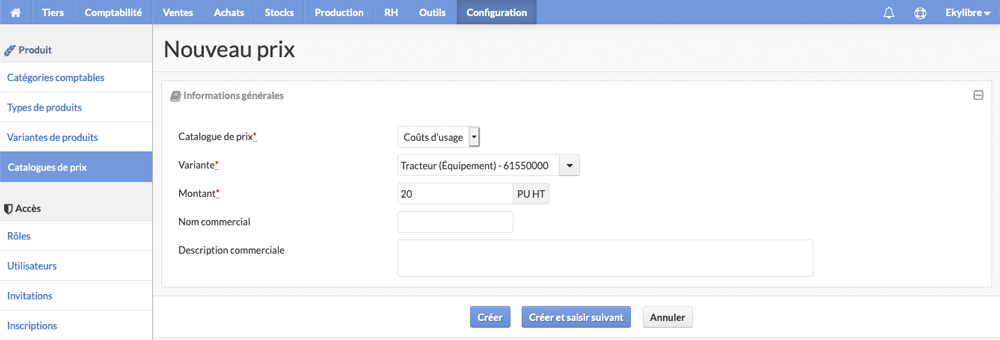 Tiers Comptabilité Ventes Achats Stocks Production RH Outils Configuration Ekylibre
Produit
Catégories comptables
Types de produits
Variantes de produits
Catalogues de prix
Accès
Rôles
Utilisateurs
Invitations
Inscriptions
Nouveau prix
Informations générales
Catalogue de prix* Coûts d'usage
Variante* Tracteur (Équipement) - 61550000
Montant* 20 PU HT
Nom commercial
Description commerciale
Créer Créer et saisir suivant Annuler